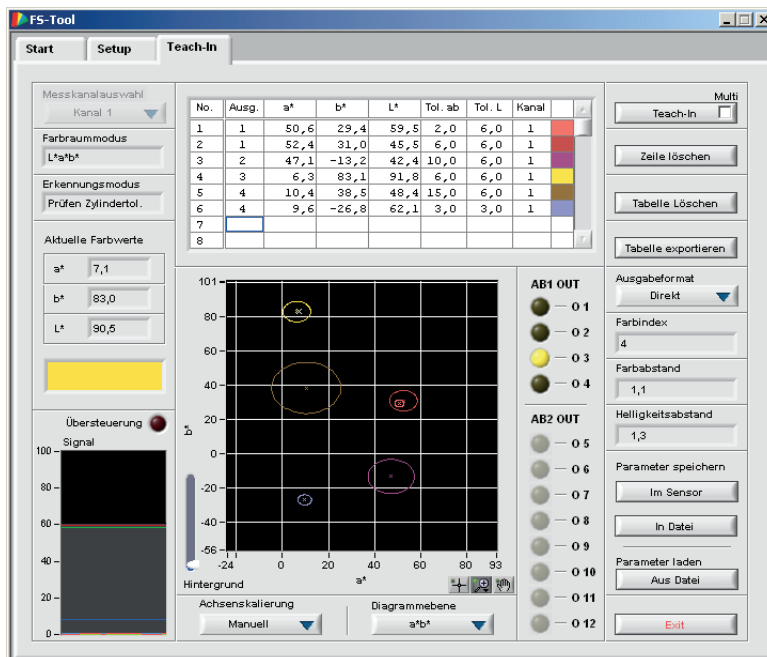 FS-Tool
Start Setup Teach-In
Messkanalauswahl
Kanal 1
Farbraummodus
L*a*b*
Erkennungsmodus
Prüfen Zylindertol.
Aktuelle Farbwerte
a* 7,1
b* 83,0
L* 90,5
Übersteuerung
Signal
100
80
60
40
20
0
No. Ausg. a* b* L* Tol. ab Tol. L Kanal
1 1 50,6 29,4 59,5 2,0 6,0 1
2 1 52,4 31,0 45,5 6,0 6,0 1
3 2 47,1 -13,2 42,4 10,0 6,0 1
4 3 6,3 83,1 91,8 6,0 6,0 1
5 4 10,4 38,5 48,4 15,0 6,0 1
6 4 9,6 -26,8 62,1 3,0 3,0 1
7
8
101
80
60
40
20
0
-20
-40
-56
b*
-24 0 20 40 60 80 93
a*
Hintergrund
Achsenskalierung
Manuell
Diagrammebene
a*b*
AB1 OUT
O 1
O 2
O 3
O 4
AB2 OUT
O 5
O 6
O 7
O 8
O 9
O 10
O 11
O 12
Multi
Teach-In
Zeile löschen
Tabelle Löschen
Tabelle exportieren
Ausgabeformat
Direkt
Farbindex
4
Farbabstand
1,1
Helligkeitsabstand
1,3
Parameter speichern
Im Sensor
In Datei
Parameter laden
Aus Datei
Exit